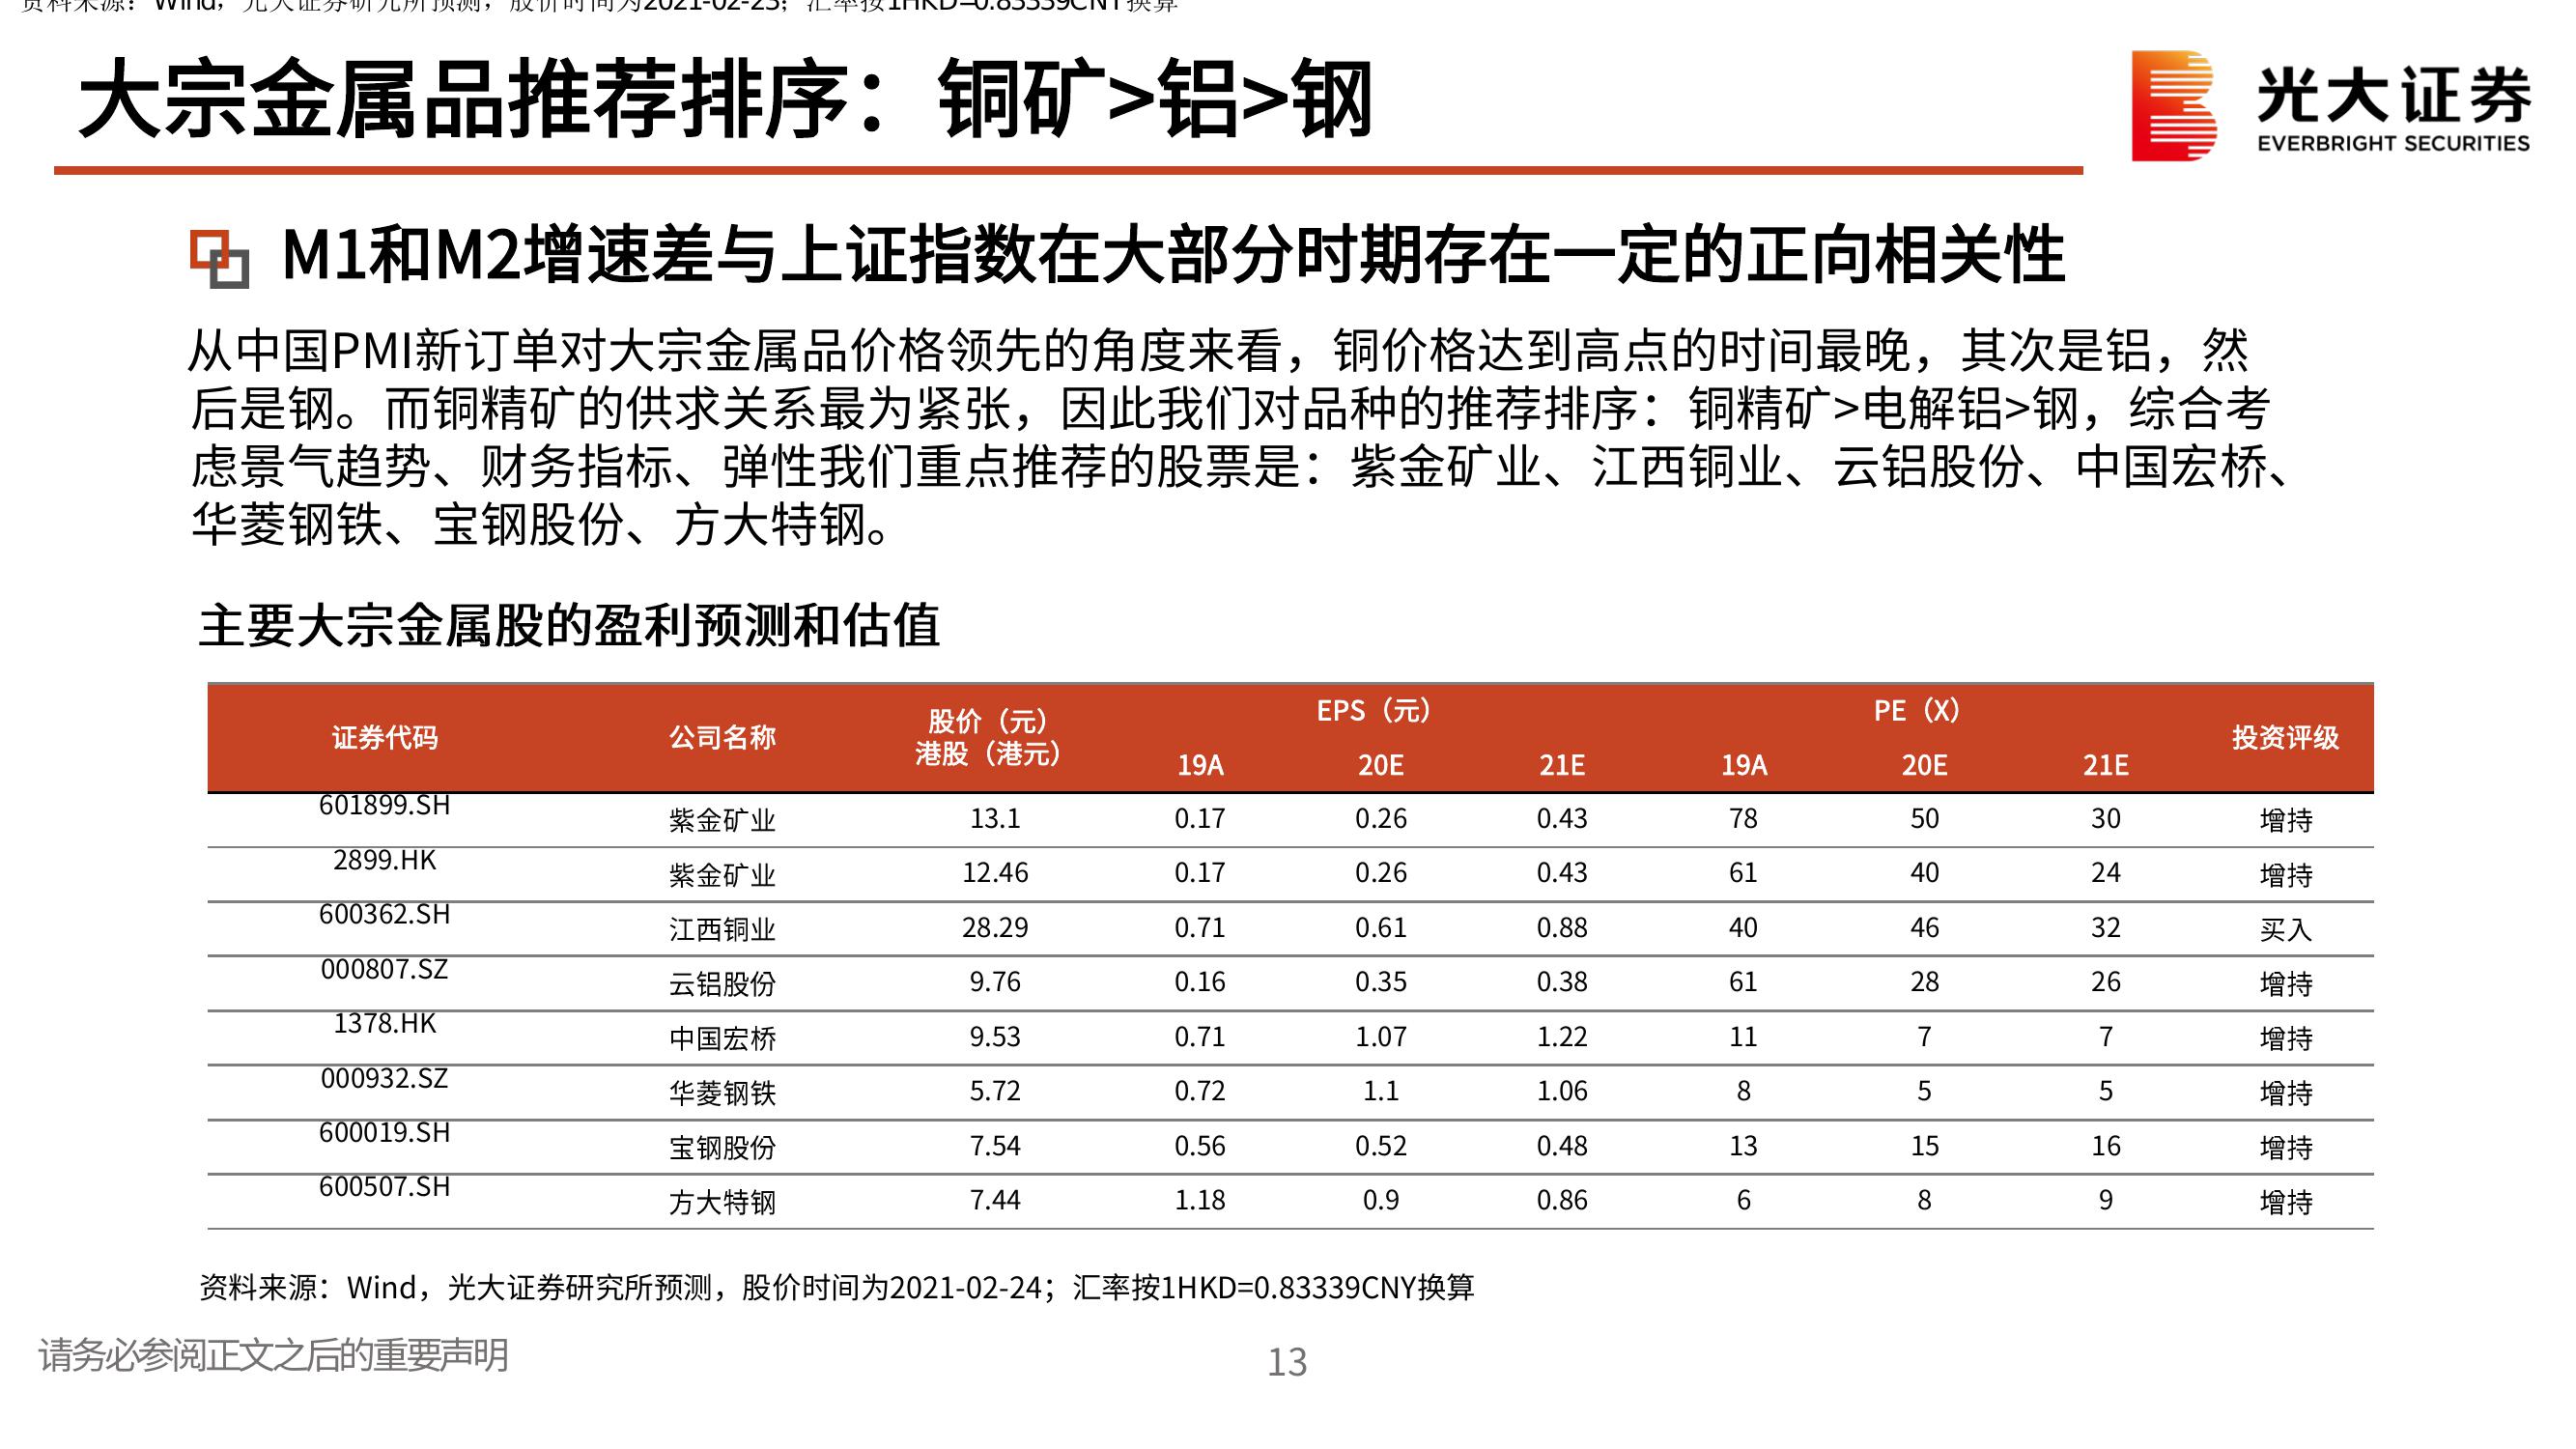 资料来源：Wind，光大证券研究所预测，股价时间为2021-02-23；汇率按1HKD=0.83339CNY换算
大宗金属品推荐排序：铜矿>铝>钢
光大证券
EVERBRIGHT SECURITIES
M1和M2增速差与上证指数在大部分时期存在一定的正向相关性
从中国PMI新订单对大宗金属品价格领先的角度来看，铜价格达到高点的时间最晚，其次是铝，然
后是钢。而铜精矿的供求关系最为紧张，因此我们对品种的推荐排序：铜精矿>电解铝>钢，综合考
虑景气趋势、财务指标、弹性我们重点推荐的股票是：紫金矿业、江西铜业、云铝股份、中国宏桥、
华菱钢铁、宝钢股份、方大特钢。
主要大宗金属股的盈利预测和估值
证券代码 公司名称 股价（元） 港股（港元） EPS（元） PE（X） 投资评级
19A 20E 21E 19A 20E 21E
601899.SH 紫金矿业 13.1 0.17 0.26 0.43 78 50 30 增持
2899.HK 紫金矿业 12.46 0.17 0.26 0.43 61 40 24 增持
600362.SH 江西铜业 28.29 0.71 0.61 0.88 40 46 32 买入
000807.SZ 云铝股份 9.76 0.16 0.35 0.38 61 28 26 增持
1378.HK 中国宏桥 9.53 0.71 1.07 1.22 11 7 7 增持
000932.SZ 华菱钢铁 5.72 0.72 1.1 1.06 8 5 5 增持
600019.SH 宝钢股份 7.54 0.56 0.52 0.48 13 15 16 增持
600507.SH 方大特钢 7.44 1.18 0.9 0.86 6 8 9 增持
资料来源：Wind，光大证券研究所预测，股价时间为2021-02-24；汇率按1HKD=0.83339CNY换算
请务必参阅正文之后的重要声明
13